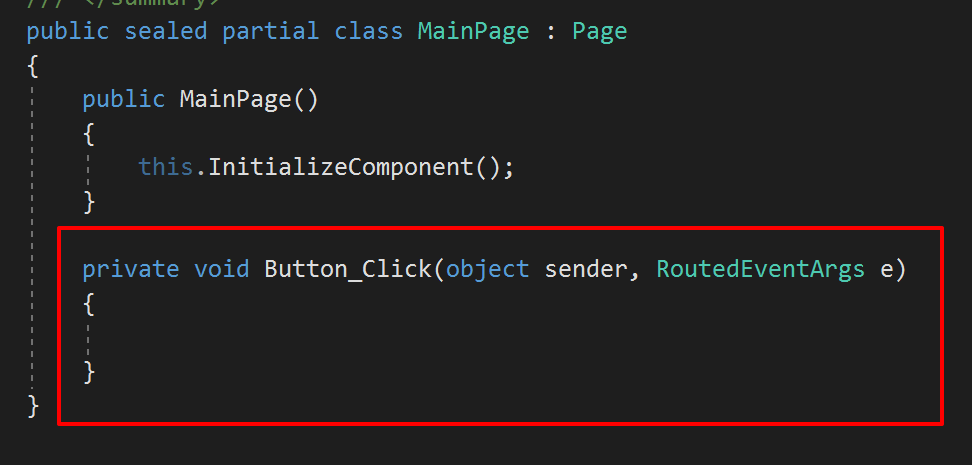 /// </summary>
public sealed partial class MainPage : Page
{
public MainPage()
{
this.InitializeComponent();
}
private void Button_Click(object sender, RoutedEventArgs e)
{
}
}